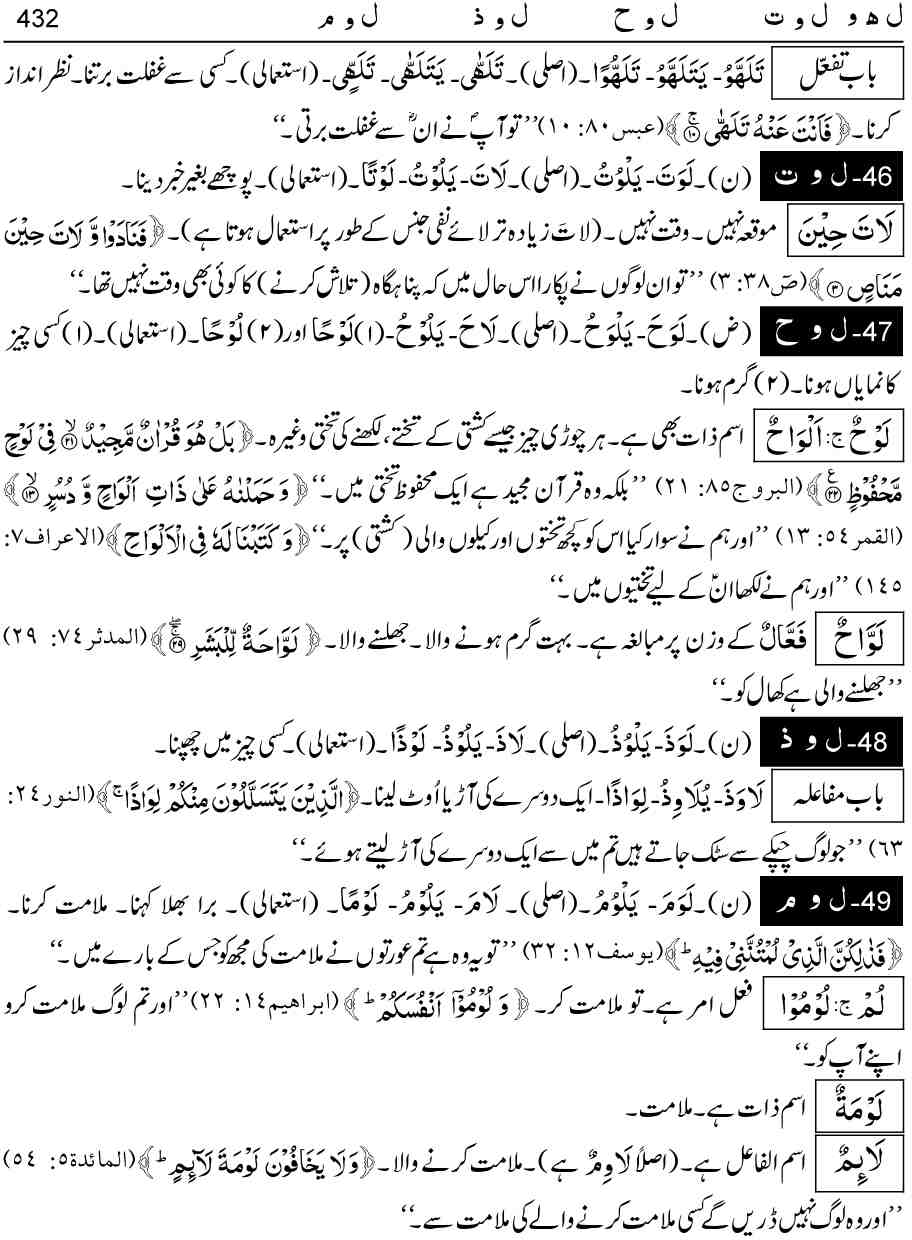 ل ھ و ل و ت ل و ح ل و ذ ل و م 432
باب تفعّل تَلَھَّوُ۔ یَتَلَھَّوُ۔ تَلَھُّوًا۔ (اصلی)۔ تَلَھّٰی۔ یَتَلَھّٰی۔ تَلَھِّیْ۔ (استعمالی)۔ کسی سے غفلت برتنا۔ نظر انداز
کرنا۔ ﴿فَاَنْتَ عَنْهُ تَلَهّٰى ۚ۝۱۰﴾ (عبس ۸۰: ۱۰) ’’تو آپؐ نے انؓ سے غفلت برتی۔‘‘
46- ل و ت (ن)۔ لَوَتَ۔ یَلْوُتُ۔ (اصلی)۔ لَاتَ۔ یَلُوْتُ۔ لَوْتًا۔ (استعمالی)۔ پوچھے بغیر خبر دینا۔
لَاتَ حِیْنَ موقعہ نہیں۔ وقت نہیں۔ (لاتَ زیادہ تر لائے نفی جنس کے طور پر استعمال ہوتا ہے)۔ ﴿فَنَادَوْا وَّ لَاتَ حِیْنَ
مَنَاصٍ ۝۳﴾ (صٓ ۳۸: ۳) ’’تو ان لوگوں نے پکارا اس حال میں کہ پناہ گاہ (تلاش کرنے) کا کوئی بھی وقت نہیں تھا۔‘‘
47- ل و ح (ض)۔ لَوَحَ۔ یَلْوَحُ۔ (اصلی)۔ لَاحَ۔ یَلُوْحُ۔ (۱) لَوْحًا اور (۲) لُوْحًا۔ (استعمالی)۔ (۱) کسی چیز
کا نمایاں ہونا۔ (۲) گرم ہونا۔
لَوْحٌ ج: اَلْوَاحٌ اسم ذات بھی ہے۔ ہر چوڑی چیز جیسے کشتی کے تختے، لکھنے کی تختی وغیرہ۔ ﴿بَلْ هُوَ قُرْاٰنٌ مَّجِیْدٌ ۙ۝۲۱ فِیْ لَوْحٍ
مَّحْفُوْظٍ ۠۝۲۲﴾ (البروج ۸۵: ۲۱) ’’بلکہ وہ قرآن مجید ہے ایک محفوظ تختی میں۔‘‘ ﴿وَ حَمَلْنٰهُ عَلٰی ذَاتِ اَلْوَاحٍ وَّ دُسُرٍ ۙ۝۱۳﴾
(القمر ۵۴: ۱۳) ’’اور ہم نے سوار کیا اس کو کچھ تختوں اور کیلوں والی (کشتی) پر۔‘‘ ﴿وَ كَتَبْنَا لَهٗ فِی الْاَلْوَاحِ﴾ (الاعراف ۷:
۱۴۵) ’’اور ہم نے لکھا انؑ کے لیے تختیوں میں۔‘‘
لَوَّاحٌ فَعَّالٌ کے وزن پر مبالغہ ہے۔ بہت گرم ہونے والا۔ جھلسنے والا۔ ﴿لَوَّاحَةٌ لِّلْبَشَرِ ۝۲۹﴾ (المدثر ۷۴: ۲۹)
’’جھلسنے والی ہے کھال کو۔‘‘
48- ل و ذ (ن)۔ لَوَذَ۔ یَلْوُذُ۔ (اصلی)۔ لَاذَ۔ یَلُوْذُ۔ لَوْذًا۔ (استعمالی)۔ کسی چیز میں چھپنا۔
باب مفاعلہ لَاوَذَ۔ یُلَاوِذُ۔ لِوَاذًا۔ ایک دوسرے کی آڑ یا اُوٹ لینا۔ ﴿الَّذِیْنَ یَتَسَلَّلُوْنَ مِنْكُمْ لِوَاذًا ۚ﴾ (النور ۲۴:
۶۳) ’’جو لوگ چپکے سے سٹک جاتے ہیں تم میں سے ایک دوسرے کی آڑ لیتے ہوئے۔‘‘
49- ل و م (ن)۔ لَوَمَ۔ یَلْوُمُ۔ (اصلی)۔ لَامَ۔ یَلُوْمُ۔ لَوْمًا۔ (استعمالی)۔ برا بھلا کہنا۔ ملامت کرنا۔
﴿فَذٰلِكُنَّ الَّذِیْ لُمْتُنَّنِیْ فِیْهِ ؕ﴾ (یوسف ۱۲: ۳۲) ’’تو یہ وہ ہے تم عورتوں نے ملامت کی مجھ کو جس کے بارے میں۔‘‘
لُمْ ج: لُوْمُوْا فعل امر ہے۔ تو ملامت کر۔ ﴿وَ لُوْمُوْۤا اَنْفُسَكُمْ ؕ﴾ (ابراھیم ۱۴: ۲۲) ’’اور تم لوگ ملامت کرو
اپنے آپ کو۔‘‘
لَوْمَةٌ اسم ذات ہے۔ ملامت۔
لَائِمٌ اسم الفاعل ہے۔ (اصلاً لَاوِمٌ ہے)۔ ملامت کرنے والا۔ ﴿وَلَا یَخَافُوْنَ لَوْمَةَ لَآئِمٍ ؕ﴾ (المائدة ۵: ۵۴)
’’اور وہ لوگ نہیں ڈریں گے کسی ملامت کرنے والے کی ملامت سے۔‘‘